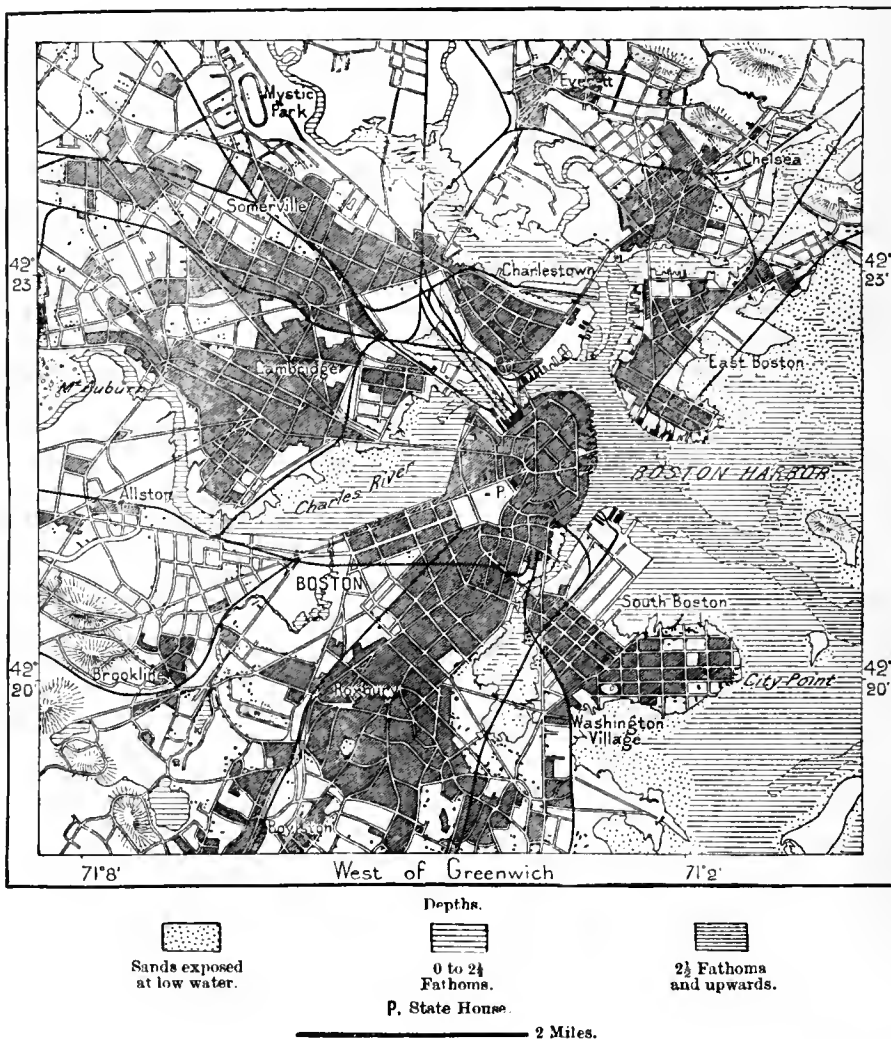 Everett
Mystic
Park
Chelsea
Somerville
42°
23'
Charlestown
42°
23'
East Boston
Cambridge
Mt Auburn
BOSTON HARBOR
Charles River
Allston
P
BOSTON
South Boston
42°
20'
Brookline
Roxbury
City Point
42°
20'
Washington
Village
Boylston
71°8'
West of Greenwich
71°2'
Depths.
Sands exposed
at low water.
0 to 2½
Fathoms.
2½ Fathoms
and upwards.
P. State House.
2 Miles.